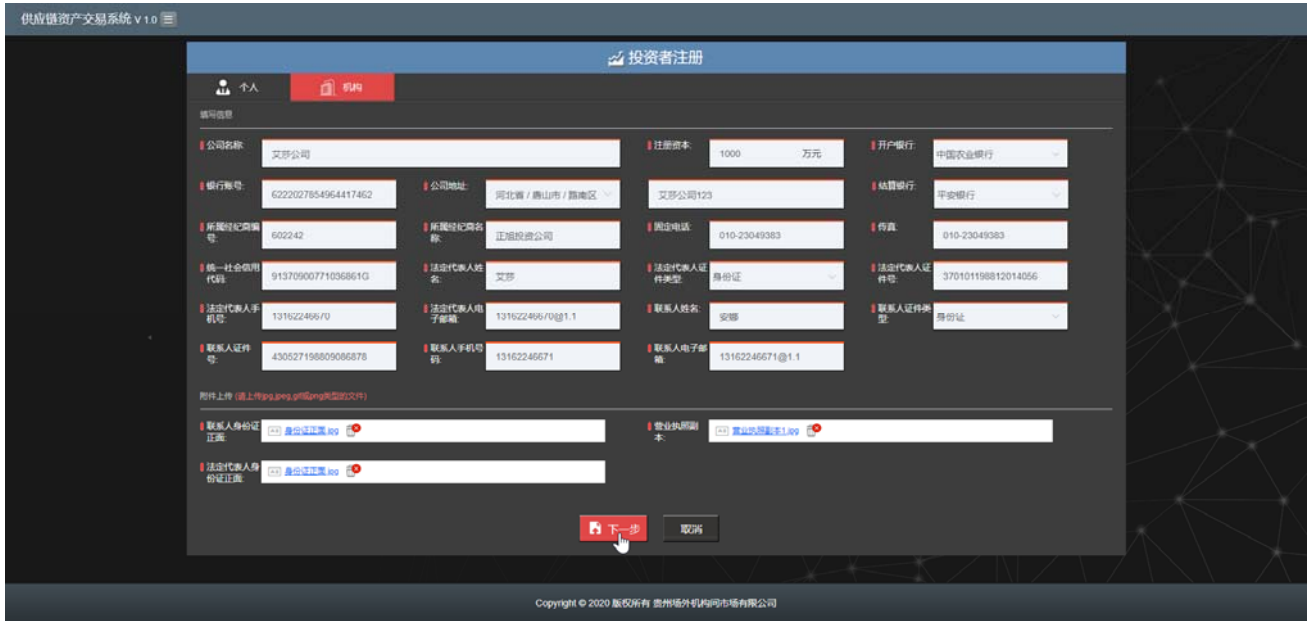 供应链资产交易系统 v 1.0
投资者注册
个人 机构
填写信息
公司名称: 艾莎公司 注册资本: 1000 万元 开户银行: 中国农业银行
银行账号: 6222027854964417462 公司地址: 河北省 / 唐山市 / 路南区 艾莎公司123 结算银行: 平安银行
所属经纪商编号: 602242 所属经纪商名称: 正旭投资公司 固定电话: 010-23049383 传真: 010-23049383
统一社会信用代码: 91370900771036861G 法定代表人姓名: 艾莎 法定代表人证件类型: 身份证 法定代表人证件号: 370101198812014056
法定代表人手机号: 13162246670 法定代表人电子邮箱: 13162246670@1.1 联系人姓名: 安娜 联系人证件类型: 身份证
联系人证件号: 430527198809086878 联系人手机号码: 13162246671 联系人电子邮箱: 13162246671@1.1
附件上传 (请上传jpg,jpeg,gif或png类型的文件)
联系人身份证正面: 身份证正面.jpg 营业执照副本: 营业执照副本1.jpg
法定代表人身份证正面: 身份证正面.jpg
下一步 取消
Copyright © 2020 版权所有 贵州场外机构间市场有限公司